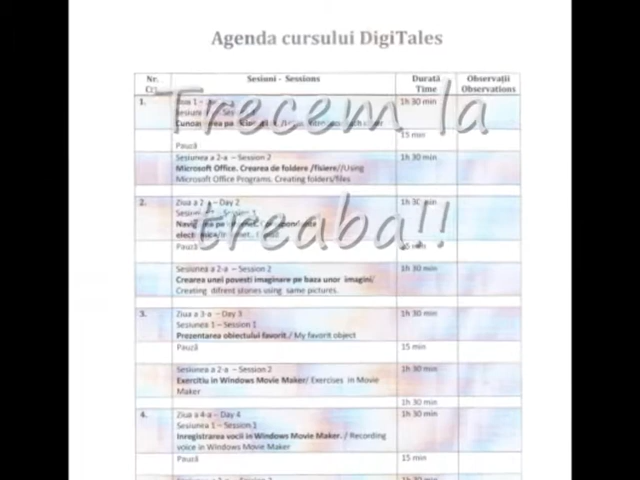 Agenda cursului DigiTales
Nr. Sesiuni - Sessions Durată Observații
Time Observations
Trecem la
treaba!!
1. Ziua 1 - 1h 30 min
Sesiun
15 min
Pauză
Sesiunea a 2-a – Session 2 1h 30 min
Microsoft Office. Crearea de foldere /fisiere//Using
Microsoft Office Programs. Creating folders/files
2. Ziua a 2-a – Day 2 1h 30 min
Pauză
Sesiunea a 2-a – Session 2 1h 30 min
Crearea unei povesti imaginare pe baza unor imagini/
Creating difrent stories using same pictures.
3. Ziua a 3-a – Day 3 1h 30 min
Sesiunea 1 – Session 1
Prezentarea obiectului favorit./ My favorit object
Pauză 15 min
Sesiunea a 2-a – Session 2 1h 30 min
Exercitiu in Windows Movie Maker/ Exercises in Movie
Maker
1h 30 min
4. Ziua a 4-a – Day 4 1h 30 min
Sesiunea 1 – Session 1
Inregistrarea vocii in Windows Movie Maker. / Recording
voice in Windows Movie Maker
Pauză 15 min